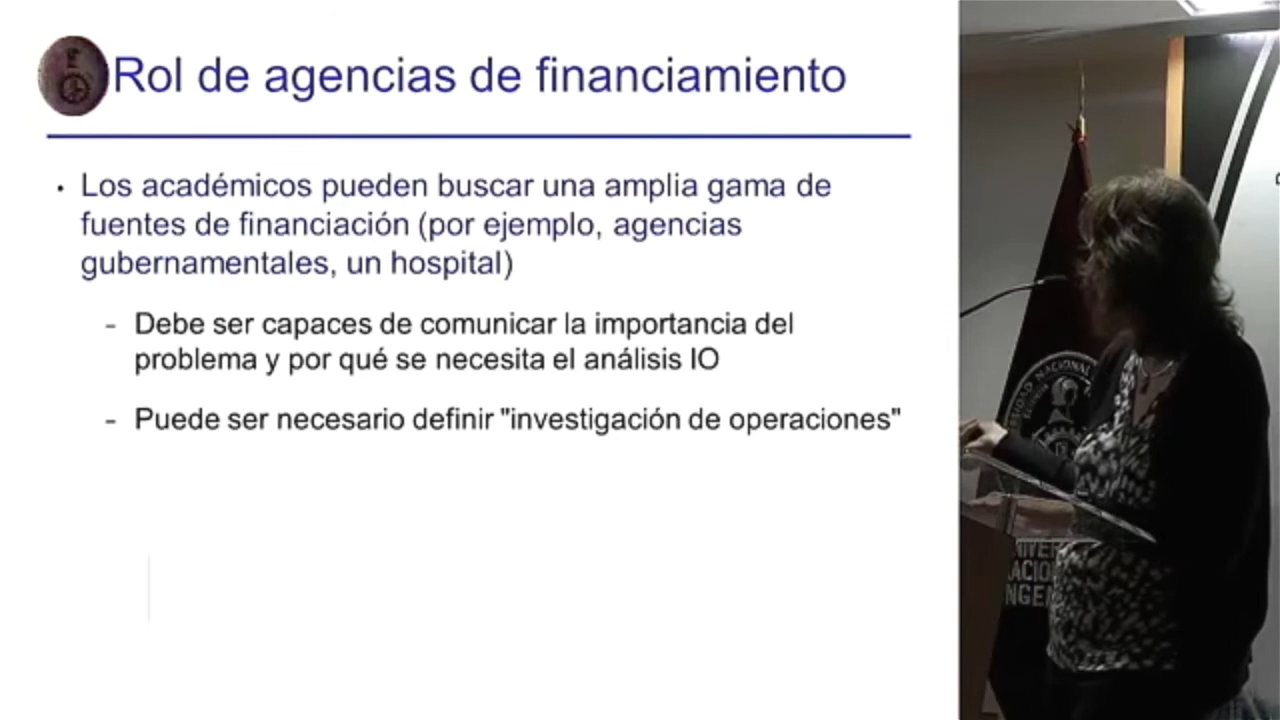 Rol de agencias de financiamiento
• Los académicos pueden buscar una amplia gama de
fuentes de financiación (por ejemplo, agencias
gubernamentales, un hospital)
- Debe ser capaces de comunicar la importancia del
problema y por qué se necesita el análisis IO
- Puede ser necesario definir "investigación de operaciones"
NACIONAL